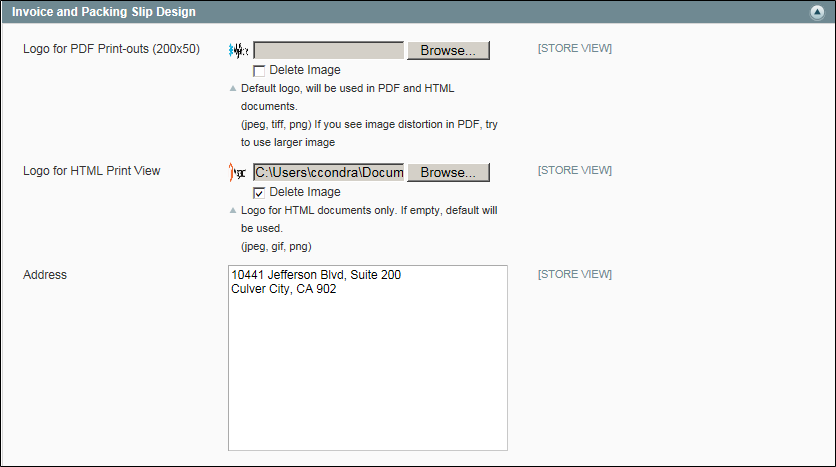 Invoice and Packing Slip Design
Logo for PDF Print-outs (200x50)
Browse...
[STORE VIEW]
Delete Image
Default logo, will be used in PDF and HTML
documents.
(jpeg, tiff, png) If you see image distortion in PDF, try
to use larger image
Logo for HTML Print View
C:\Users\ccondra\Docum
Browse...
[STORE VIEW]
Delete Image
Logo for HTML documents only. If empty, default will
be used.
(jpeg, gif, png)
Address
10441 Jefferson Blvd, Suite 200
Culver City, CA 902
[STORE VIEW]